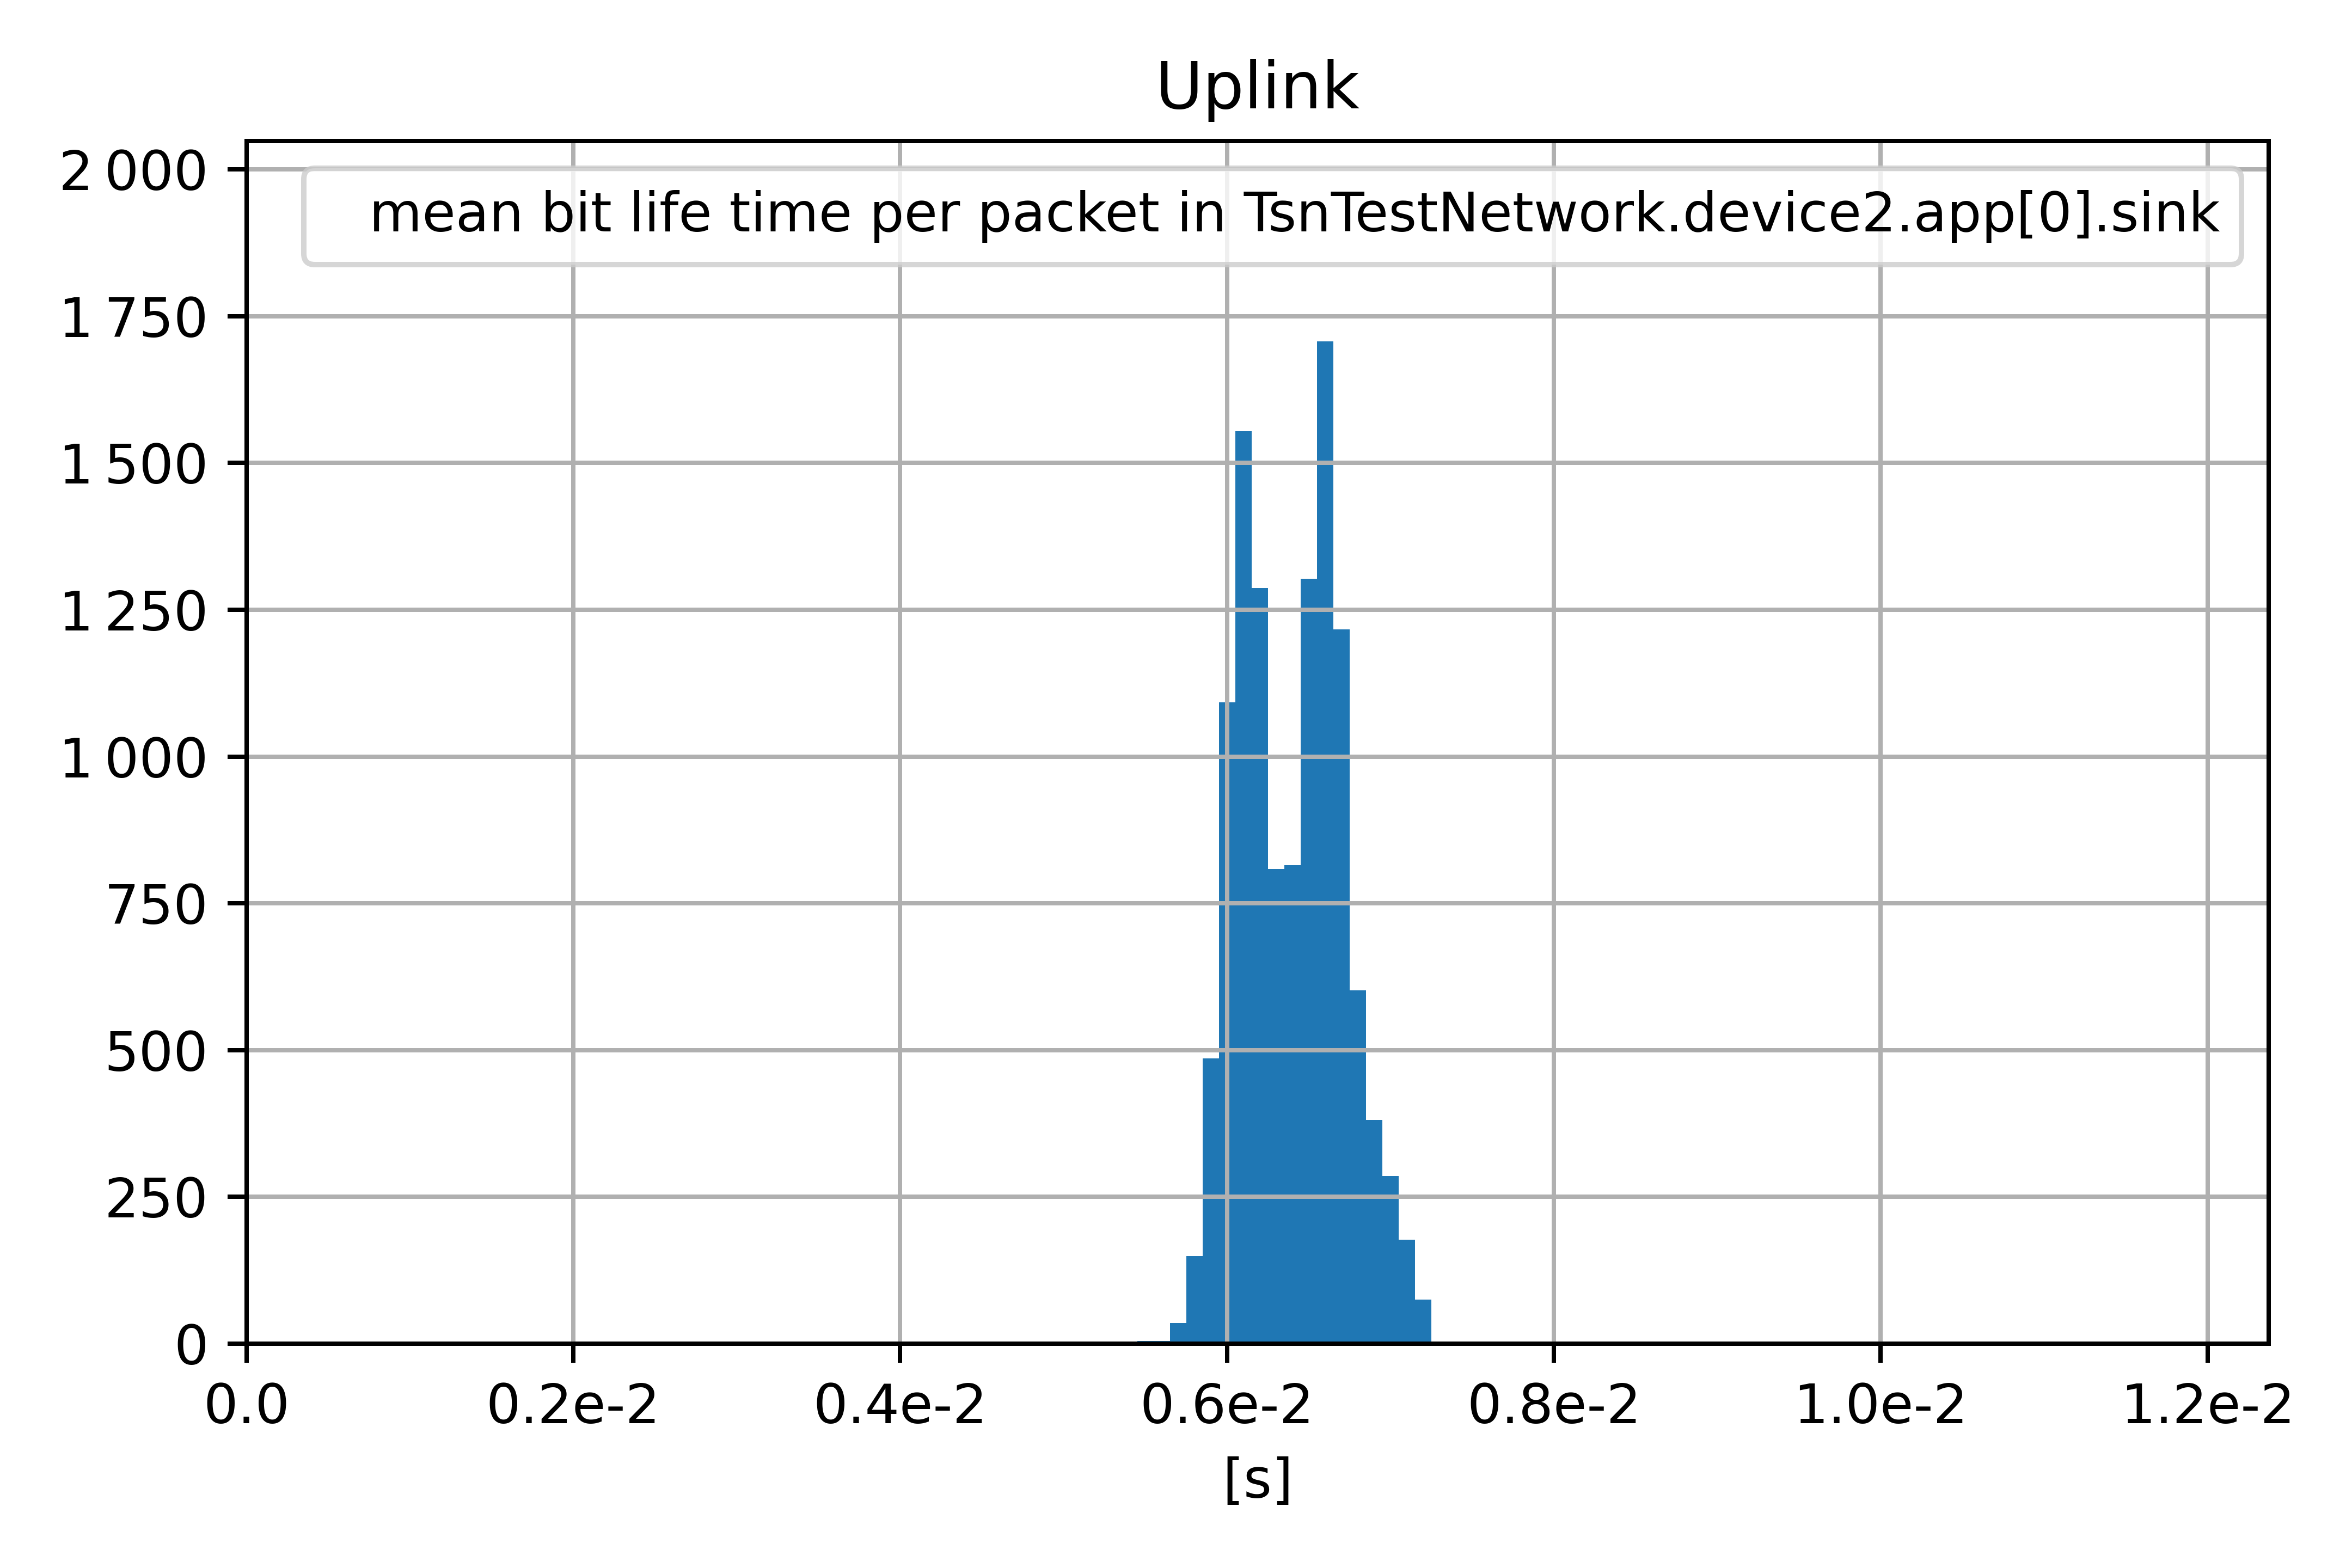 Uplink
2 000
mean bit life time per packet in TsnTestNetwork.device2.app[0].sink
1 750
1 500
1 250
1 000
750
500
250
0
0.0 0.2e-2 0.4e-2 0.6e-2 0.8e-2 1.0e-2 1.2e-2
[s]